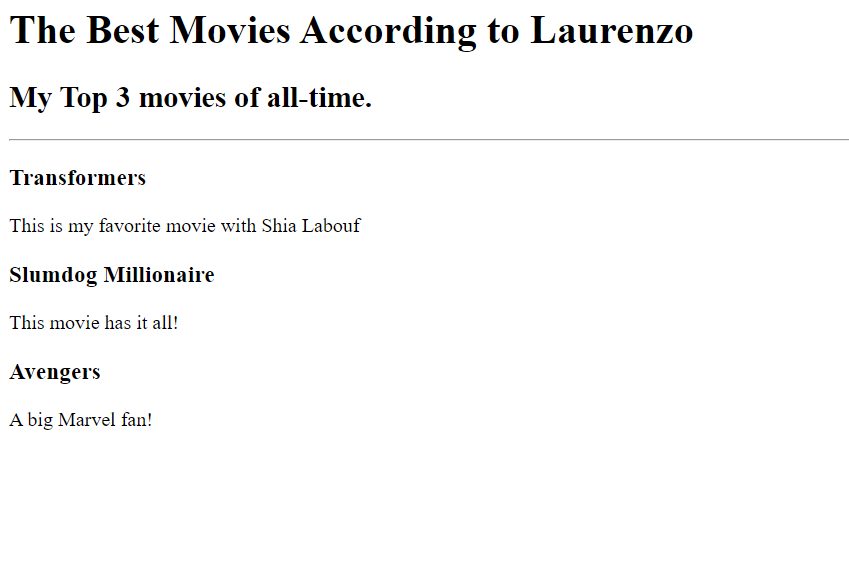 The Best Movies According to Laurenzo
My Top 3 movies of all-time.
Transformers
This is my favorite movie with Shia Labouf
Slumdog Millionaire
This movie has it all!
Avengers
A big Marvel fan!